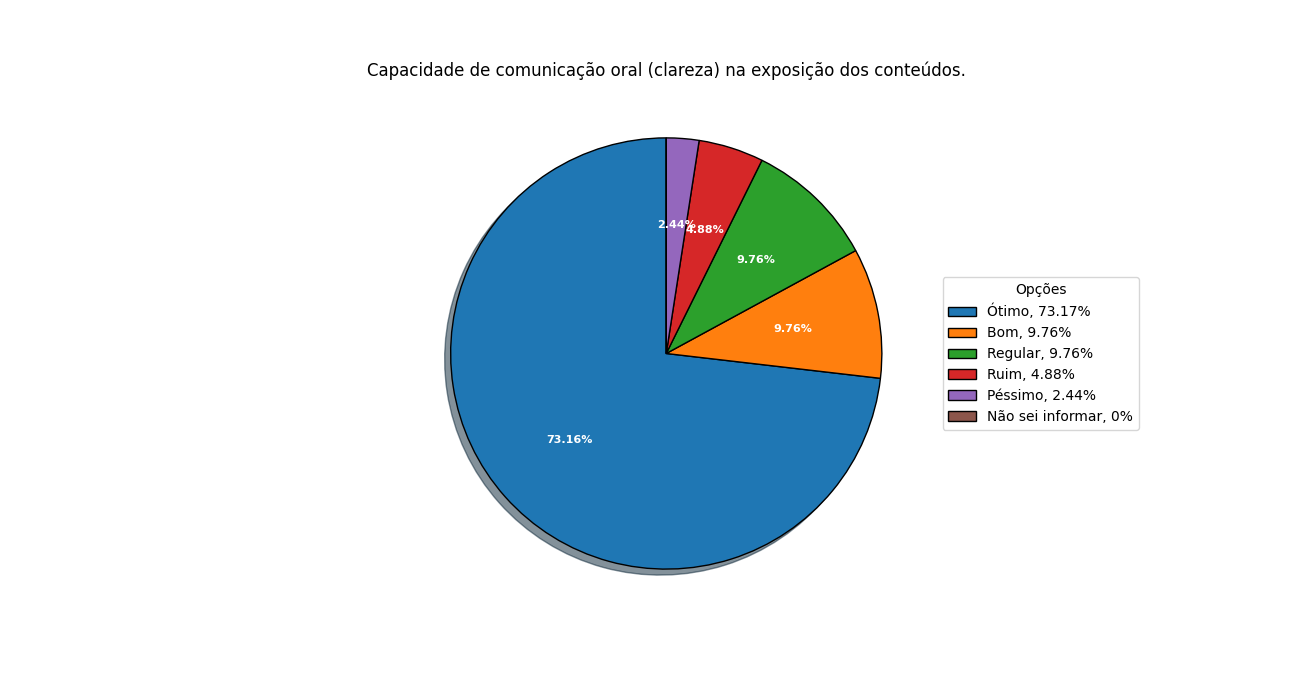 Capacidade de comunicação oral (clareza) na exposição dos conteúdos.
2.44%
4.88%
9.76%
9.76%
73.16%
Opções
Ótimo, 73.17%
Bom, 9.76%
Regular, 9.76%
Ruim, 4.88%
Péssimo, 2.44%
Não sei informar, 0%